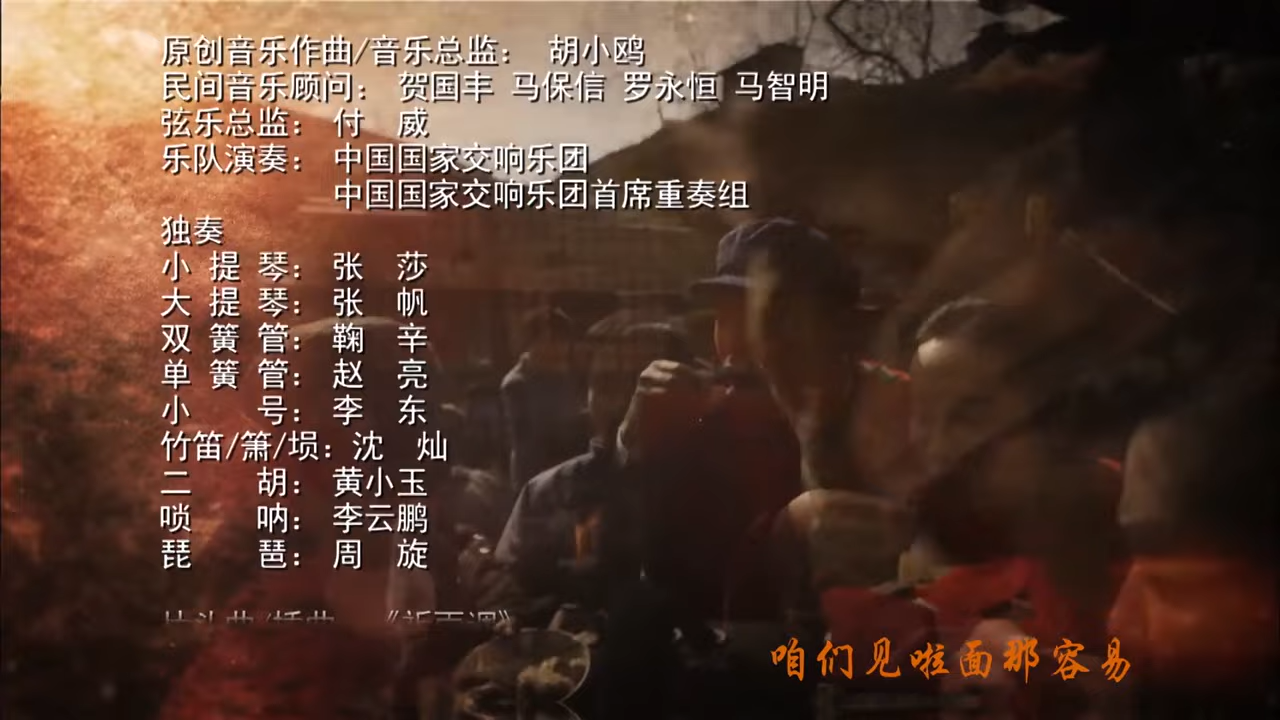 原创音乐作曲/音乐总监： 胡小鸥
民间音乐顾问： 贺国丰 马保信 罗永恒 马智明
弦乐总监： 付 威
乐队演奏： 中国国家交响乐团
中国国家交响乐团首席重奏组
独奏
小 提 琴： 张 莎
大 提 琴： 张 帆
双 簧 管： 鞠 辛
单 簧 管： 赵 亮
小 号： 李 东
竹笛/箫/埙：沈 灿
二 胡： 黄小玉
唢 呐： 李云鹏
琵 琶： 周 旋
咱们见啦面那容易